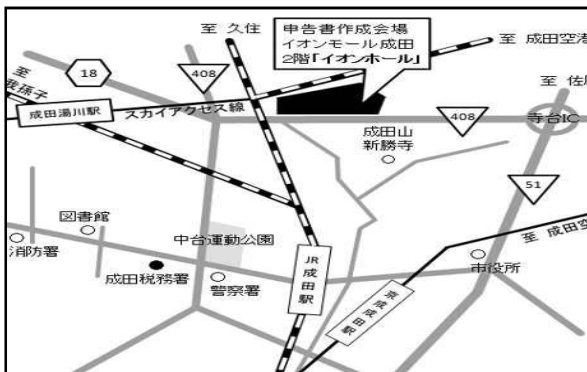 至 久住
申告書作成会場
イオンモール成田
2階「イオンホール」
至 成田空港
至
我孫子
18
408
至 佐
成田湯川駅
スカイアクセス線
成田山
新勝寺
408
寺台IC
51
図書館
消防署
中台運動公園
成田税務署
警察署
JR成田駅
京成成田駅
市役所
至 成田空